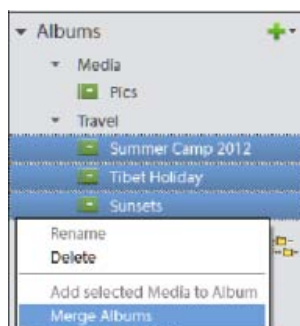 Albums
Media
Pics
Travel
Summer Camp 2012
Tibet Holiday
Sunsets
Rename
Delete
Add selected Media to Album
Merge Albums